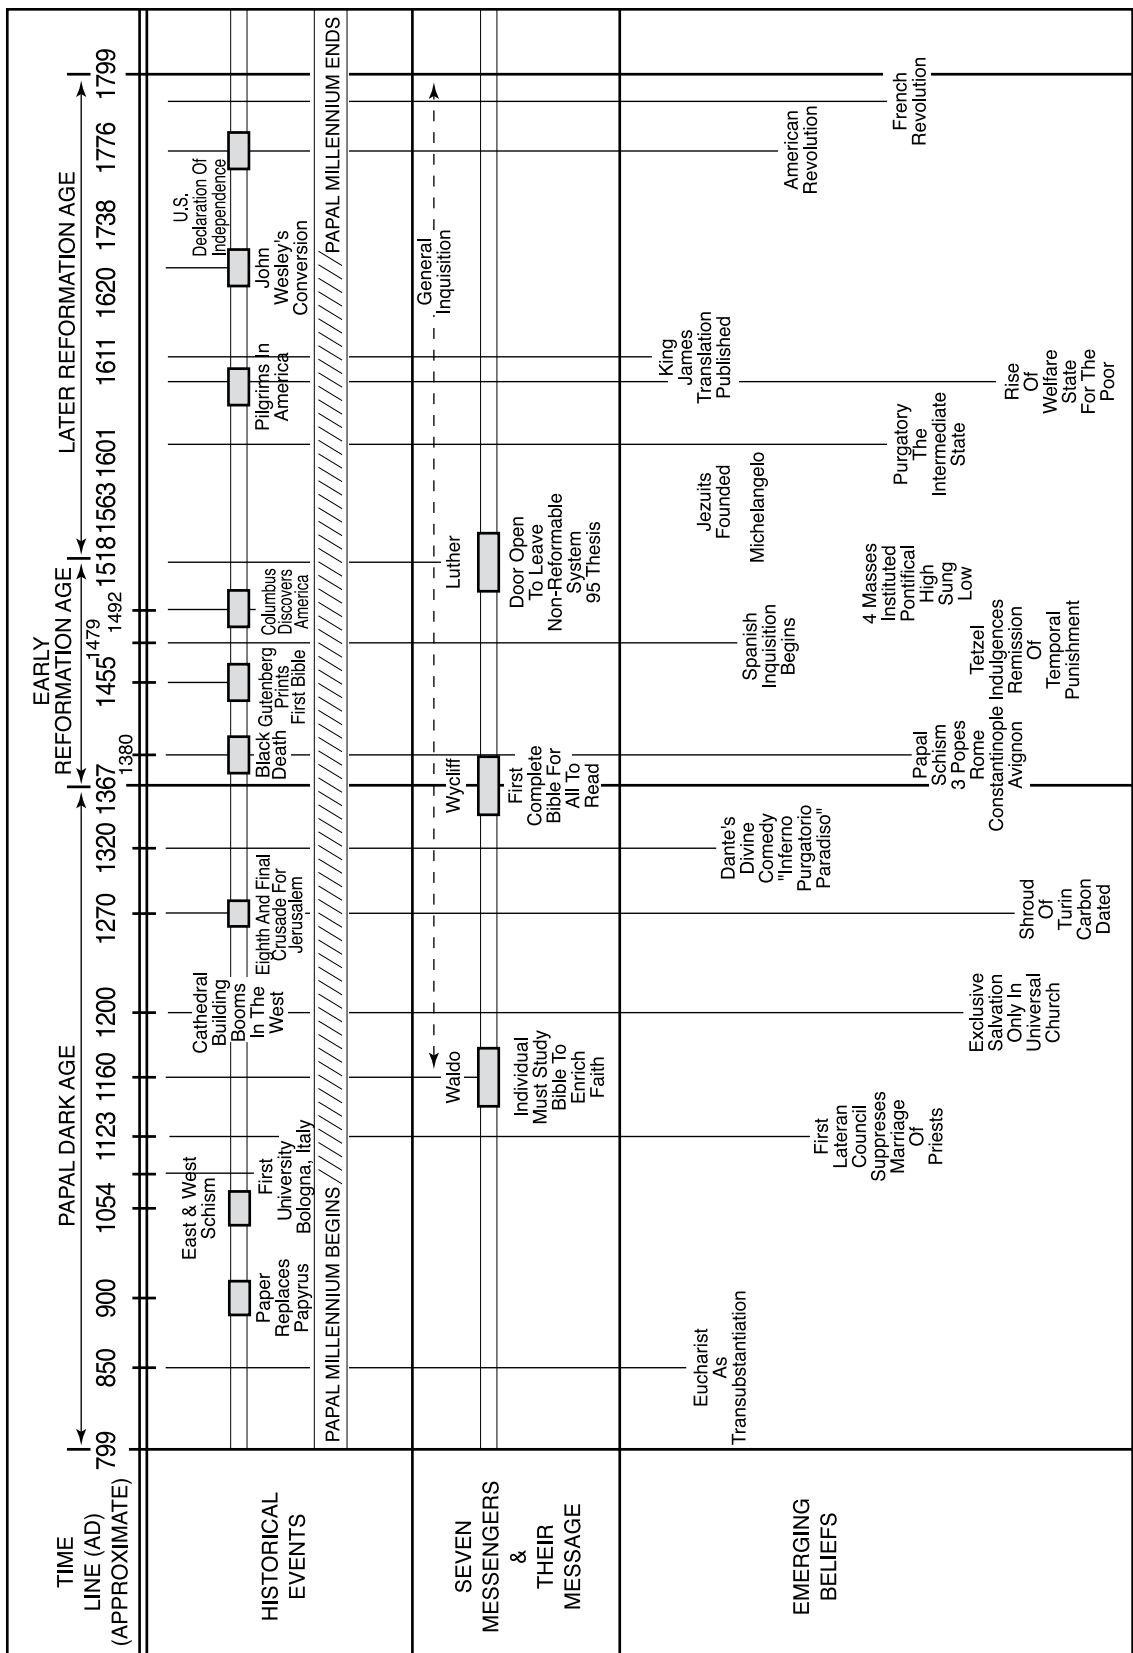 TIME
LINE (AD)
(APPROXIMATE)
PAPAL DARK AGE
EARLY
REFORMATION AGE
LATER REFORMATION AGE
799
850
900
1054
1123
1160
1200
1270
1320
1367
1380
1455
1479
1492
1518
1563
1601
1611
1620
1738
1776
1799
HISTORICAL
EVENTS
Paper
Replaces
Papyrus
East & West
Schism
First
University
Bologna, Italy
Cathedral
Building
Booms
In The
West
Eighth And Final
Crusade For
Jerusalem
Black
Death
Gutenberg
Prints
First Bible
Columbus
Discovers
America
Pilgrims In
America
John
Wesley's
Conversion
U.S.
Declaration Of
Independence
PAPAL MILLENNIUM BEGINS
PAPAL MILLENNIUM ENDS
SEVEN
MESSENGERS
&
THEIR
MESSAGE
General
Inquisition
Waldo
Individual
Must Study
Bible To
Enrich
Faith
Wycliff
First
Complete
Bible For
All To
Read
Luther
Door Open
To Leave
Non-Reformable
System
95 Thesis
EMERGING
BELIEFS
Eucharist
As
Transubstantiation
First
Lateran
Council
Suppreses
Marriage
Of
Priests
Exclusive
Salvation
Only In
Universal
Church
Shroud
Of
Turin
Carbon
Dated
Dante's
Divine
Comedy
"Inferno
Purgatorio
Paradiso"
Papal
Schism
3 Popes
Rome
Constantinople
Avignon
Spanish
Inquisition
Begins
Tetzel
Indulgences
Remission
Of
Temporal
Punishment
4 Masses
Instituted
Pontifical
High
Sung
Low
Jezuits
Founded
Michelangelo
Purgatory
The
Intermediate
State
King
James
Translation
Published
Rise
Of
Welfare
State
For The
Poor
American
Revolution
French
Revolution